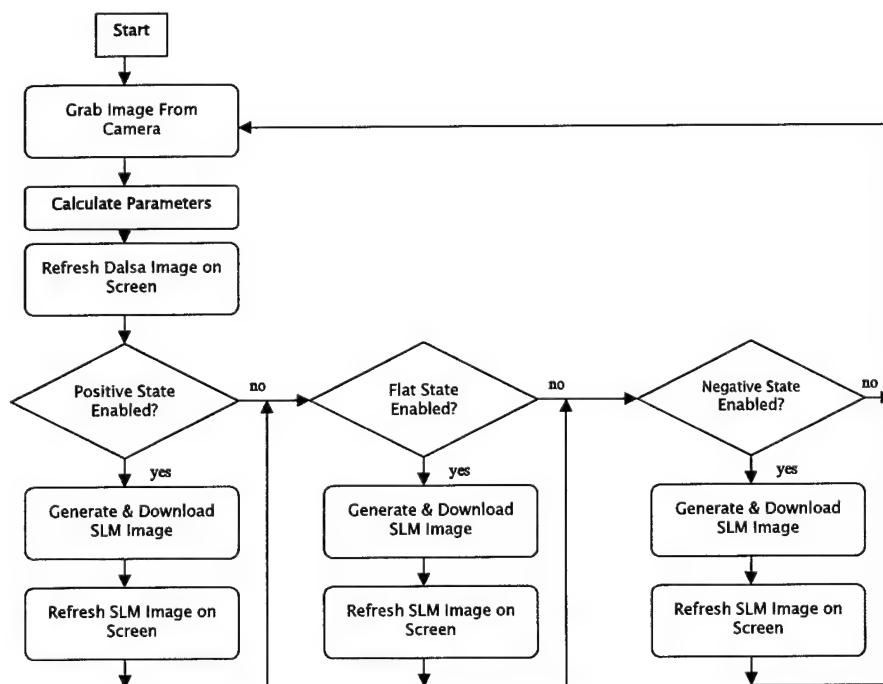 Start
Grab Image From
Camera
Calculate Parameters
Refresh Dalsa Image on
Screen
Positive State
Enabled?
no
Flat State
Enabled?
no
Negative State
Enabled?
no
yes
yes
yes
Generate & Download
SLM Image
Generate & Download
SLM Image
Generate & Download
SLM Image
Refresh SLM Image on
Screen
Refresh SLM Image on
Screen
Refresh SLM Image on
Screen